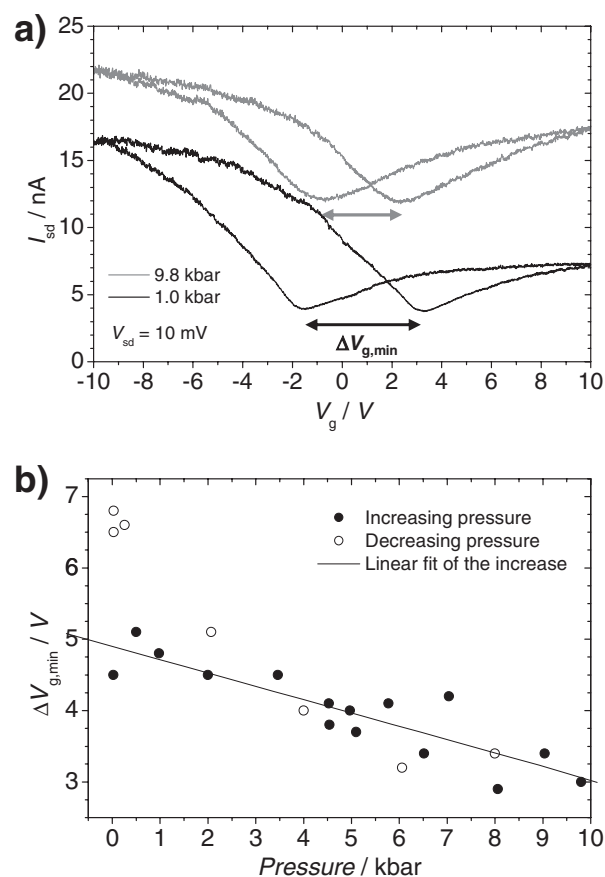 a)
25
20
15
10
5
0
I_sd / nA
9.8 kbar
1.0 kbar
V_sd = 10 mV
ΔV_g,min
-10 -8 -6 -4 -2 0 2 4 6 8 10
V_g / V
b)
7
6
5
4
3
ΔV_g,min / V
Increasing pressure
Decreasing pressure
Linear fit of the increase
0 1 2 3 4 5 6 7 8 9 10
Pressure / kbar